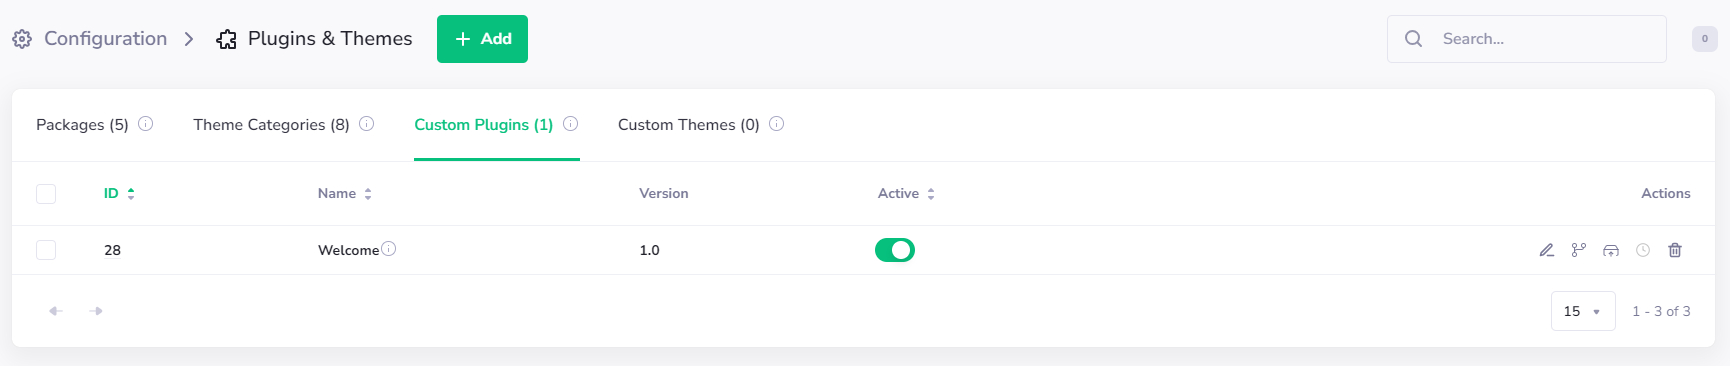 Configuration > Plugins & Themes + Add Search... 0
Packages (5) Theme Categories (8) Custom Plugins (1) Custom Themes (0)
ID Name Version Active Actions
28 Welcome 1.0
15 1 - 3 of 3